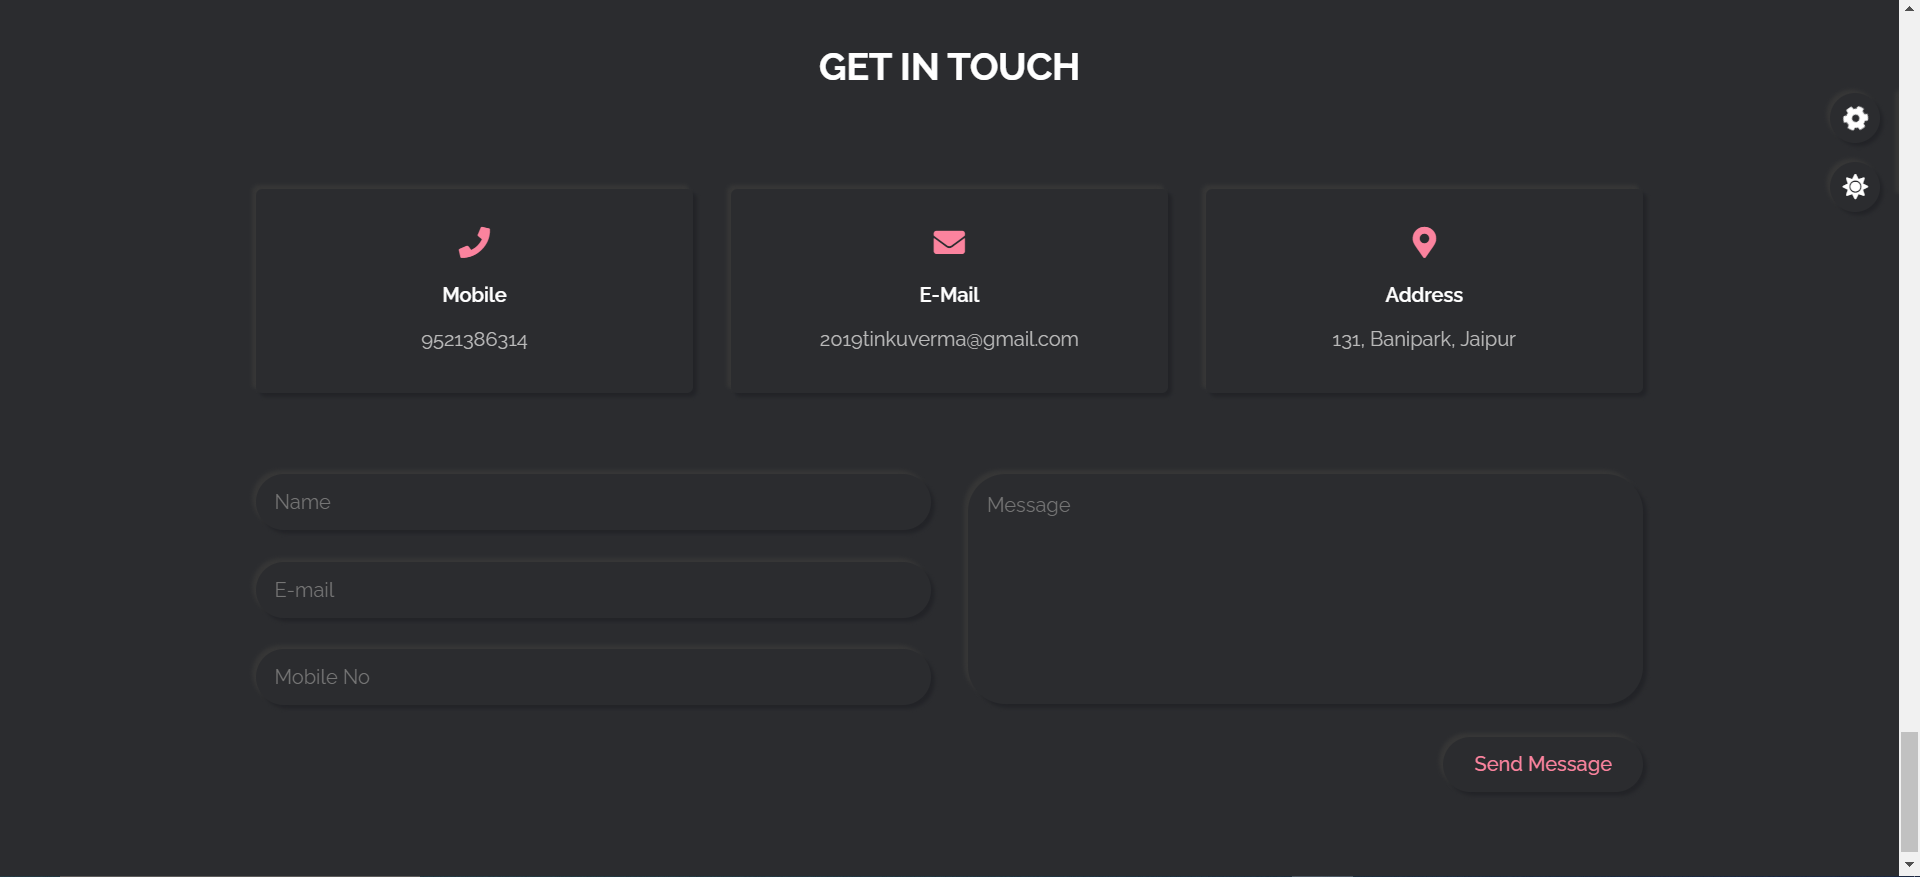 GET IN TOUCH
Mobile
9521386314
E-Mail
2019tinkuverma@gmail.com
Address
131, Banipark, Jaipur
Name
E-mail
Mobile No
Message
Send Message